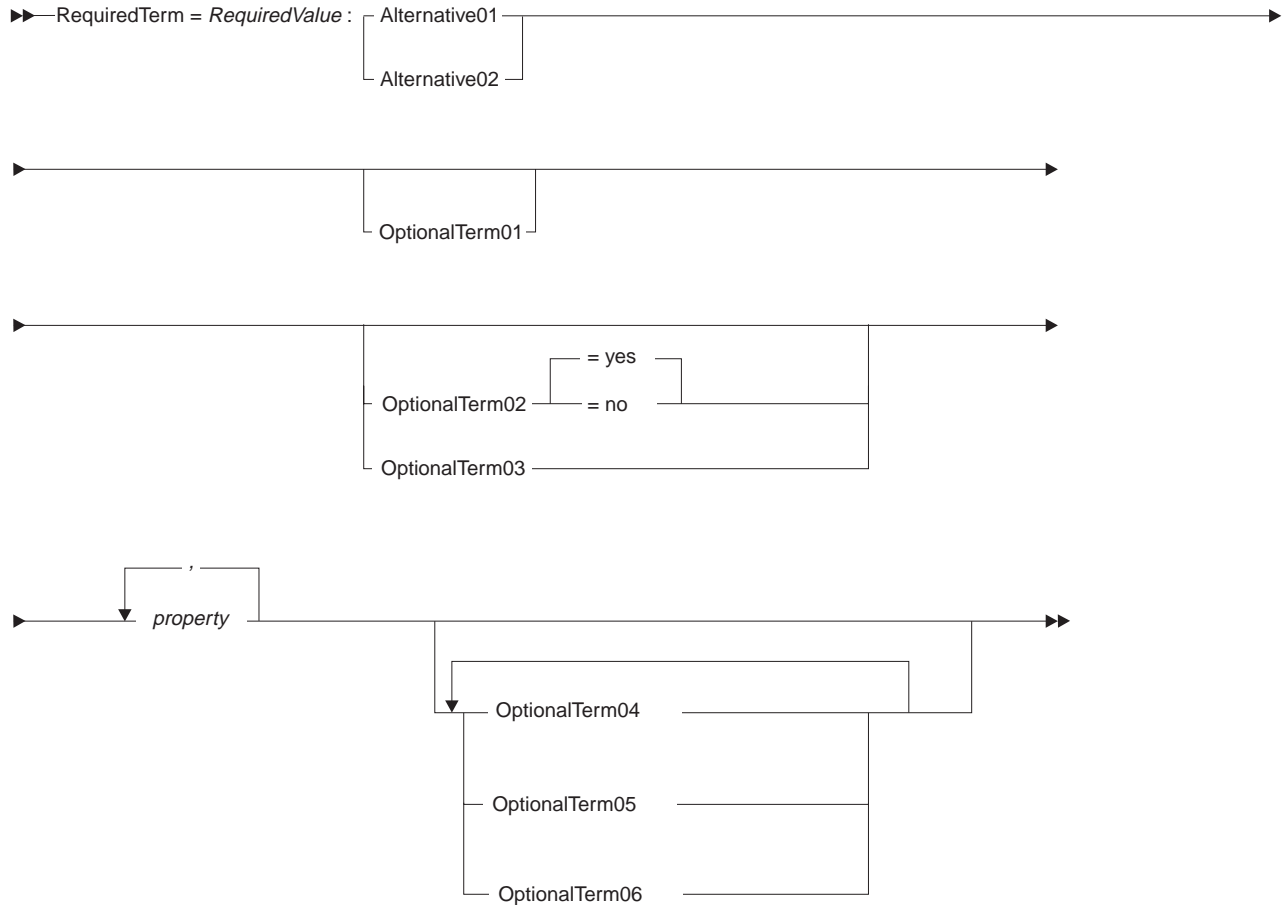 RequiredTerm = RequiredValue : Alternative01
Alternative02
OptionalTerm01
= yes
OptionalTerm02 = no
OptionalTerm03
,
property
OptionalTerm04
OptionalTerm05
OptionalTerm06